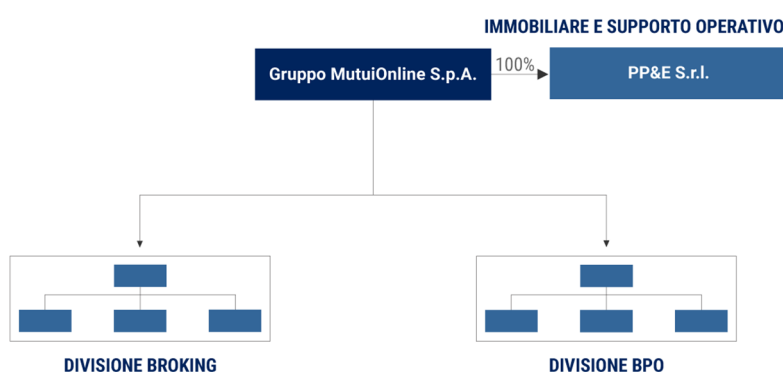 IMMOBILIARE E SUPPORTO OPERATIVO
Gruppo MutuiOnline S.p.A.
100%
PP&E S.r.l.
DIVISIONE BROKING
DIVISIONE BPO